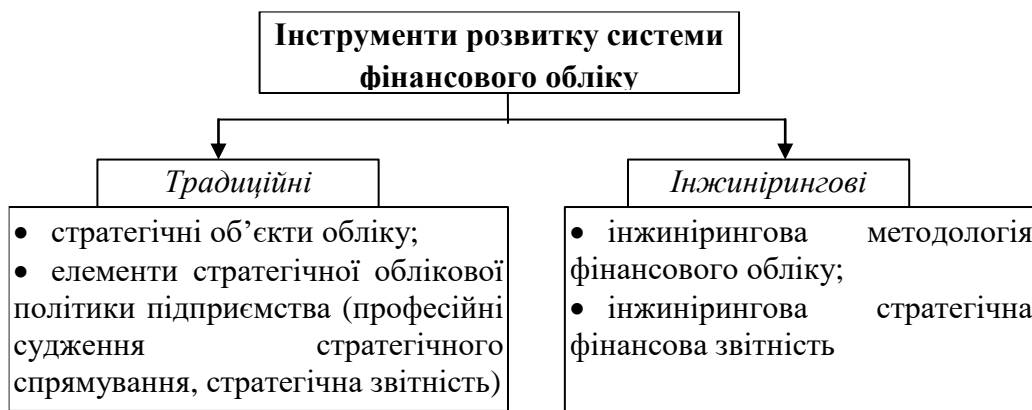 Інструменти розвитку системи
фінансового обліку
Традиційні
• стратегічні об’єкти обліку;
• елементи стратегічної облікової
політики підприємства (професійні
судження стратегічного
спрямування, стратегічна звітність)
Інжинірингові
• інжинірингова методологія
фінансового обліку;
• інжинірингова стратегічна
фінансова звітність